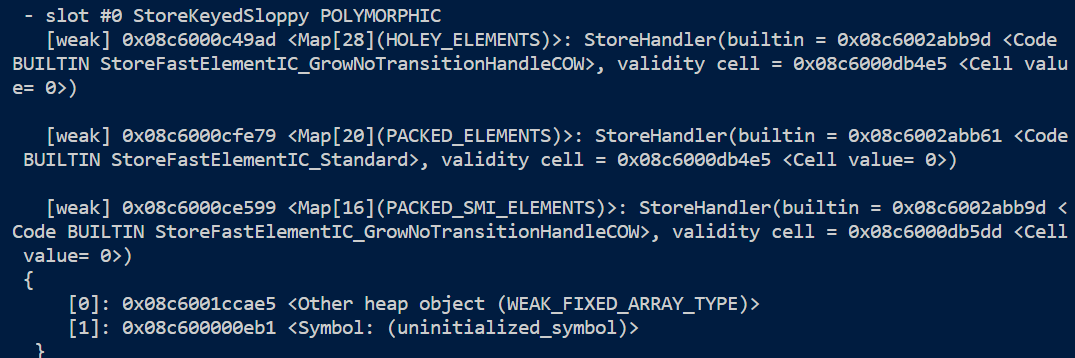 - slot #0 StoreKeyedSloppy POLYMORPHIC
[weak] 0x08c6000c49ad <Map[28](HOLEY_ELEMENTS)>: StoreHandler(builtin = 0x08c6002abb9d <Code
BUILTIN StoreFastElementIC_GrowNoTransitionHandleCOW>, validity cell = 0x08c6000db4e5 <Cell valu
e= 0>)
[weak] 0x08c6000cfe79 <Map[20](PACKED_ELEMENTS)>: StoreHandler(builtin = 0x08c6002abb61 <Code
BUILTIN StoreFastElementIC_Standard>, validity cell = 0x08c6000db4e5 <Cell value= 0>)
[weak] 0x08c6000ce599 <Map[16](PACKED_SMI_ELEMENTS)>: StoreHandler(builtin = 0x08c6002abb9d <
Code BUILTIN StoreFastElementIC_GrowNoTransitionHandleCOW>, validity cell = 0x08c6000db5dd <Cell
value= 0>)
{
[0]: 0x08c6001ccae5 <Other heap object (WEAK_FIXED_ARRAY_TYPE)>
[1]: 0x08c600000eb1 <Symbol: (uninitialized_symbol)>
}